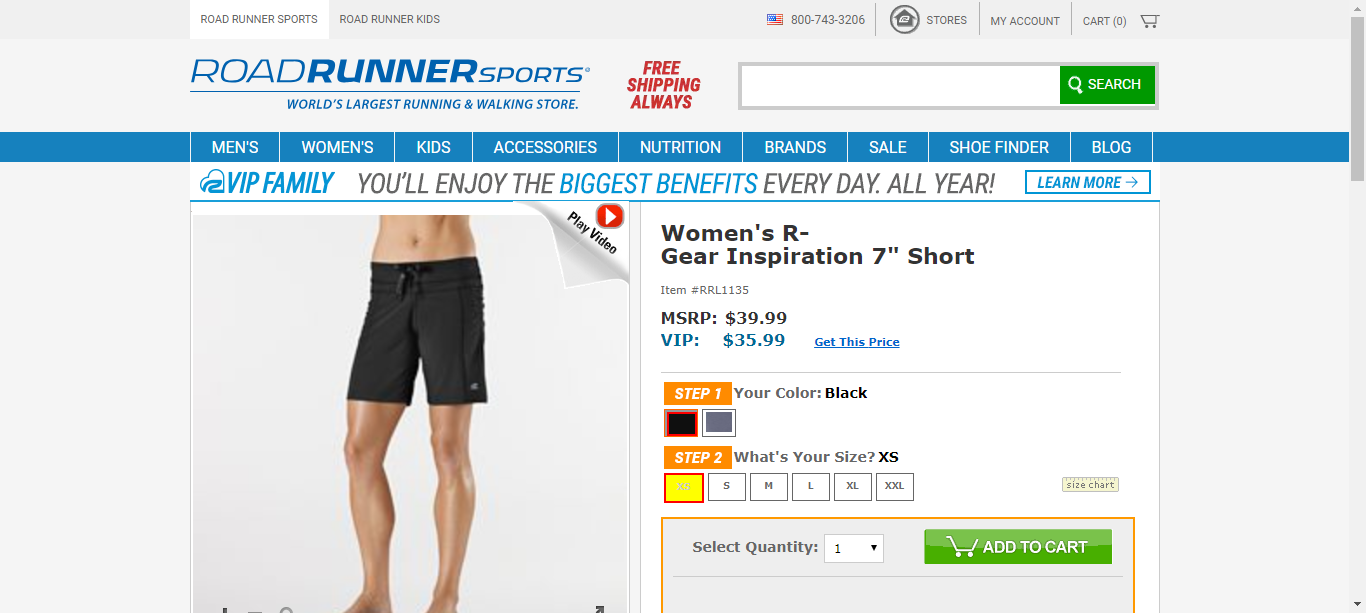 ROAD RUNNER SPORTS
ROAD RUNNER KIDS
800-743-3206
STORES
MY ACCOUNT
CART (0)
ROADRUNNERSPORTS®
WORLD'S LARGEST RUNNING & WALKING STORE.
FREE
SHIPPING
ALWAYS
SEARCH
MEN'S
WOMEN'S
KIDS
ACCESSORIES
NUTRITION
BRANDS
SALE
SHOE FINDER
BLOG
VIP FAMILY YOU'LL ENJOY THE BIGGEST BENEFITS EVERY DAY. ALL YEAR! LEARN MORE →
Play Video
Women's R-
Gear Inspiration 7" Short
Item #RRL1135
MSRP: $39.99
VIP: $35.99 Get This Price
STEP 1 Your Color: Black
STEP 2 What's Your Size? XS
XS S M L XL XXL
size chart
Select Quantity: 1
ADD TO CART